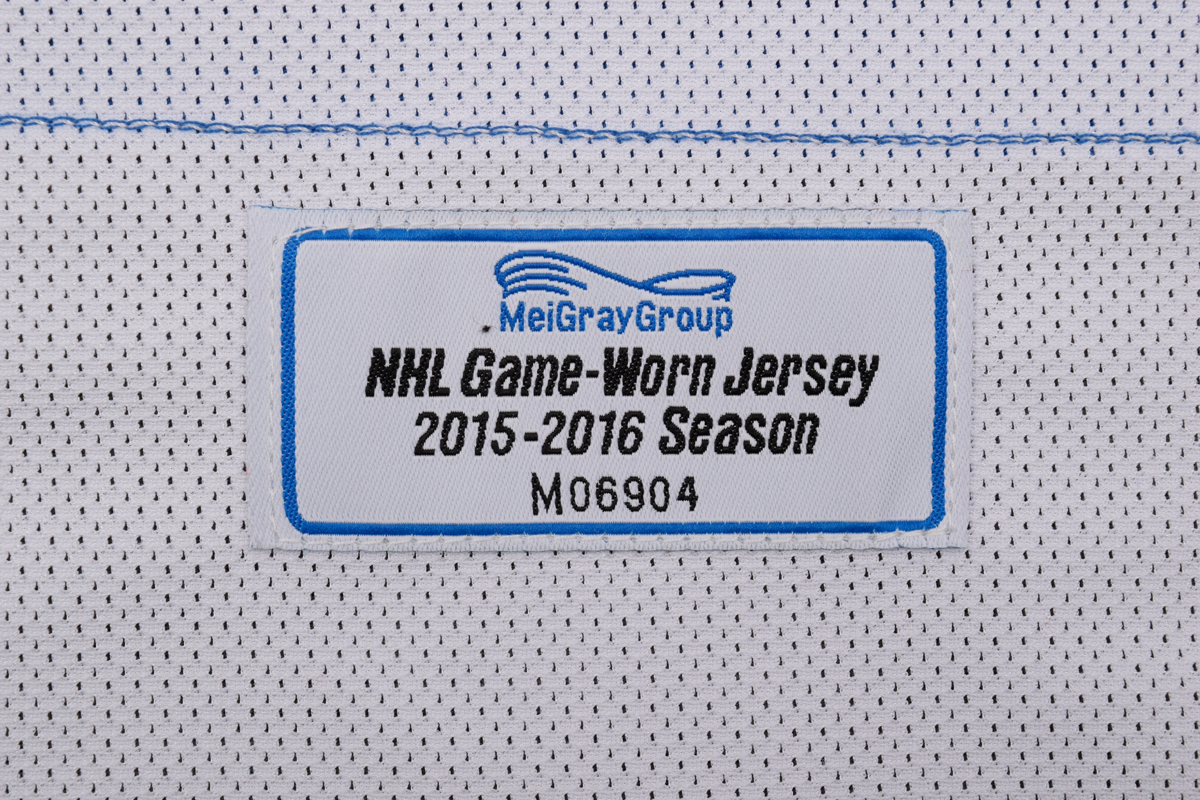 MeiGrayGroup
NHL Game-Worn Jersey
2015-2016 Season
M06904